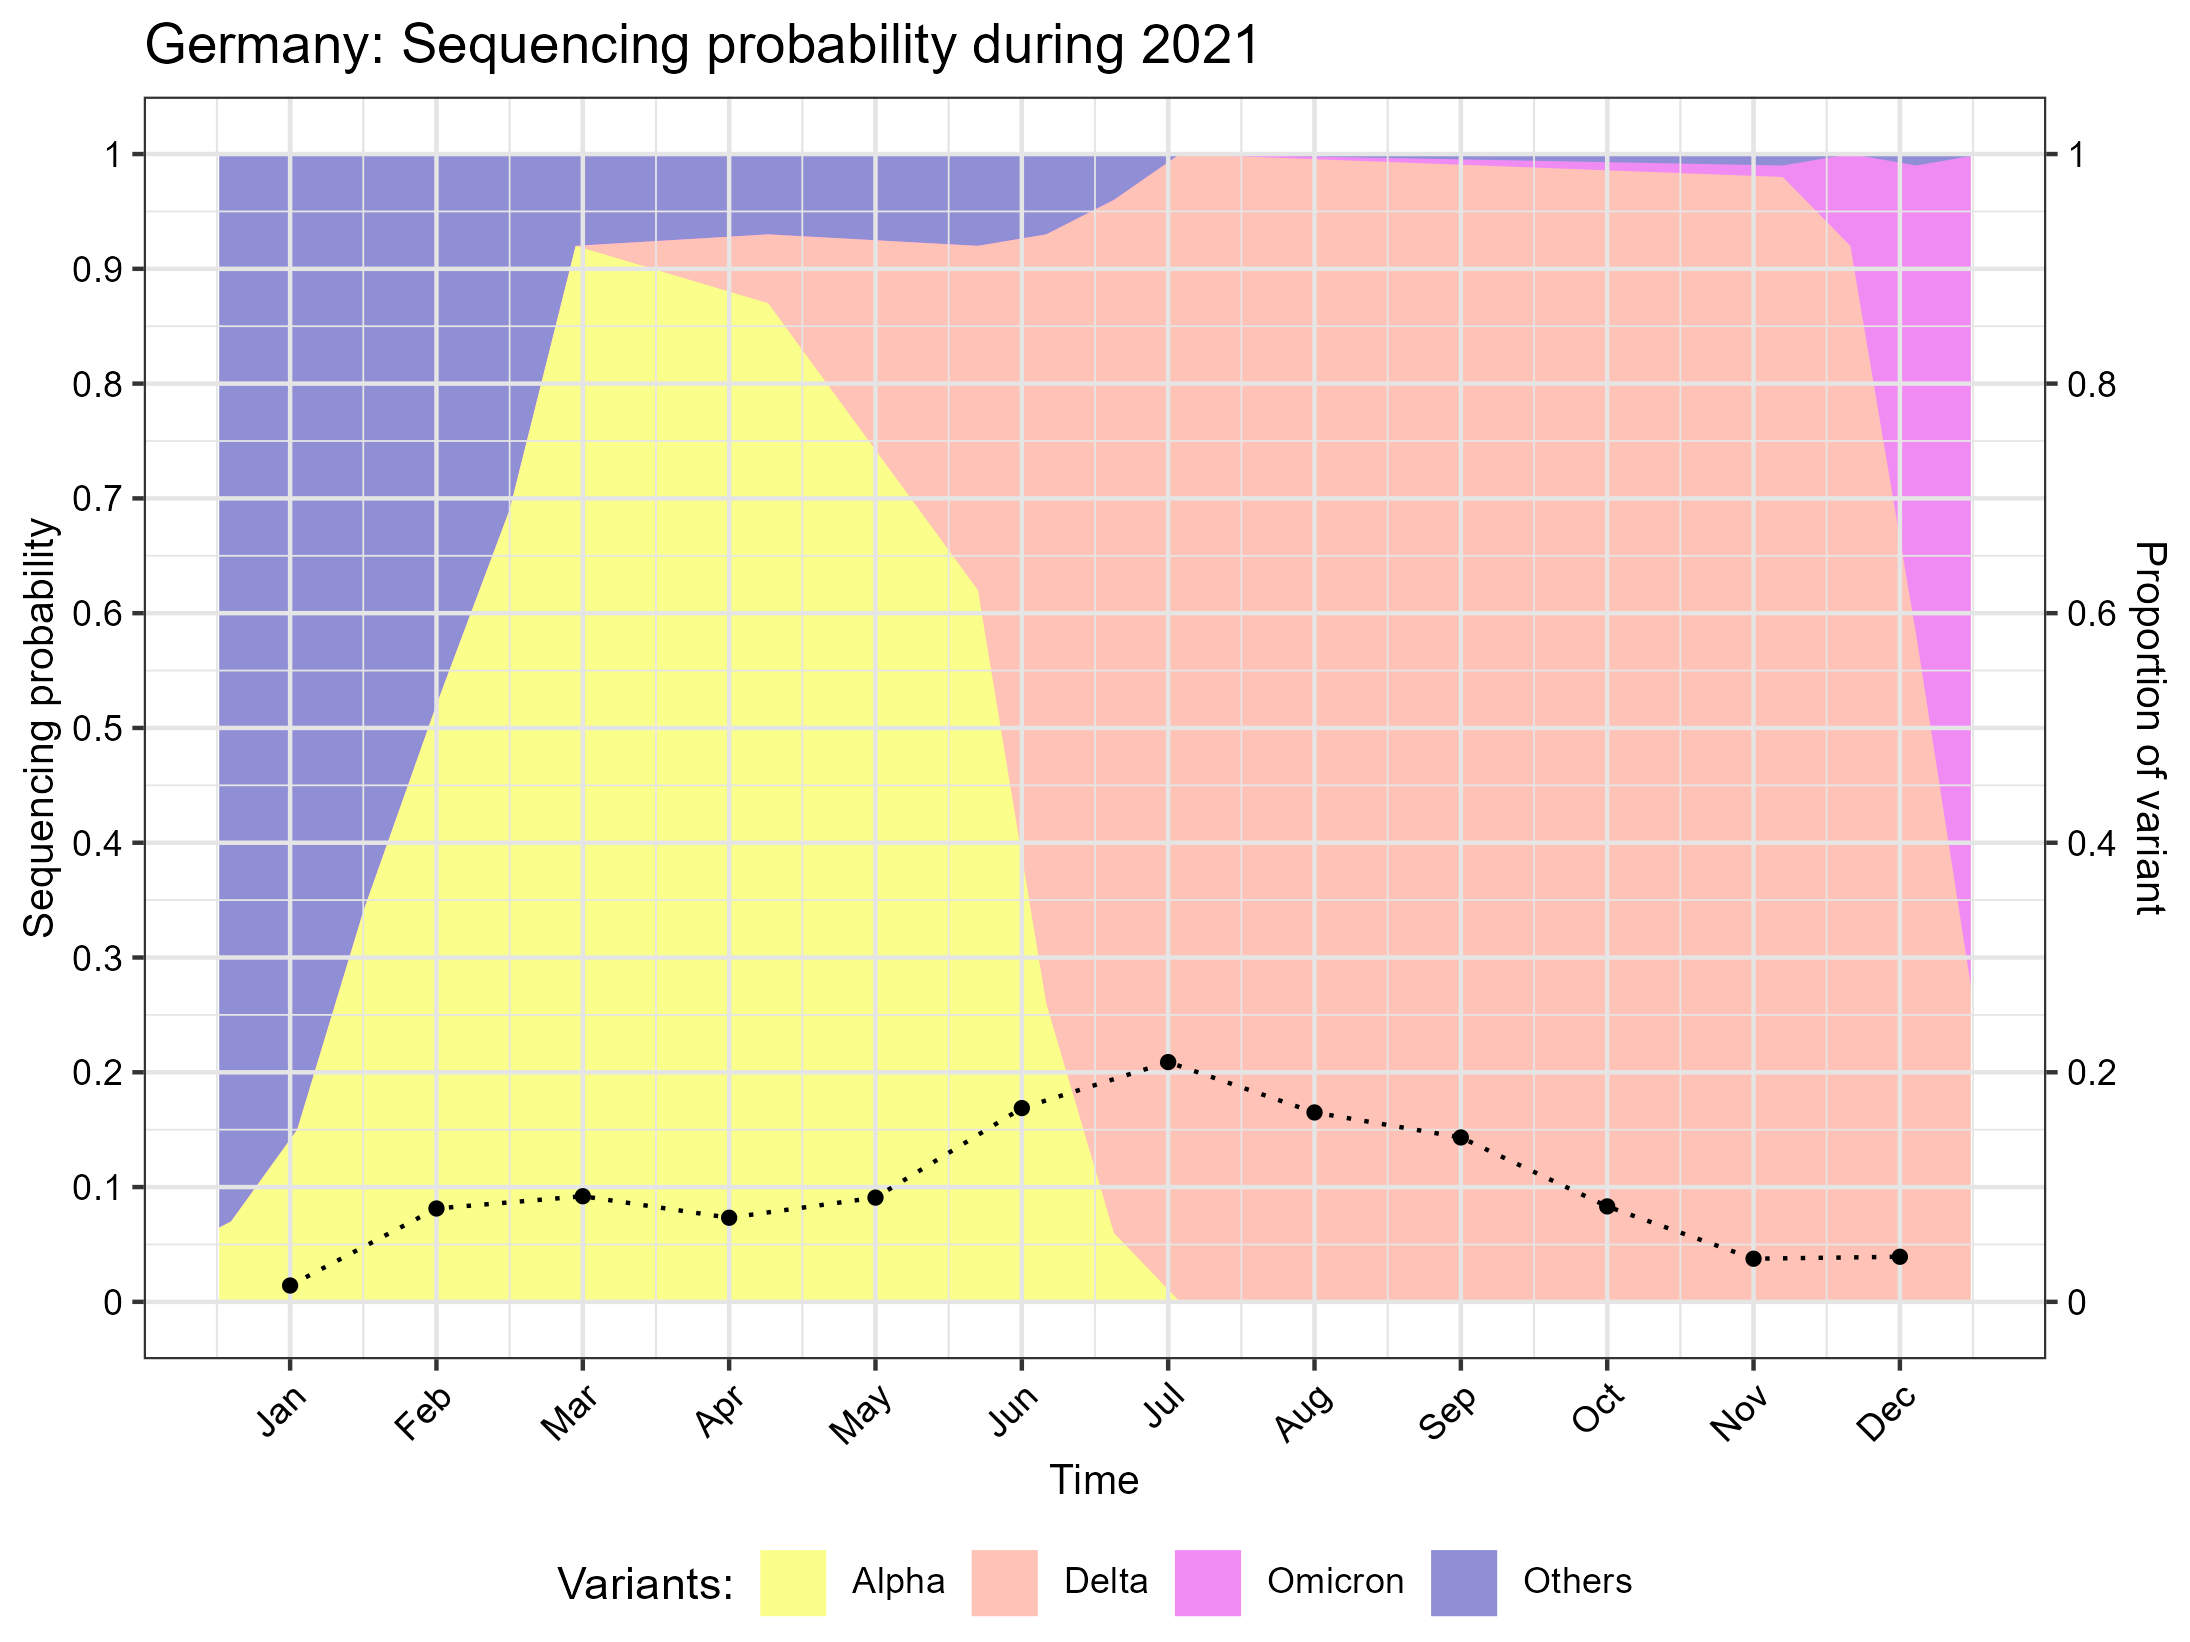 Germany: Sequencing probability during 2021
Sequencing probability
1
0.9
0.8
0.7
0.6
0.5
0.4
0.3
0.2
0.1
0
1
0.8
0.6
0.4
0.2
0
Proportion of variant
Jan
Feb
Mar
Apr
May
Jun
Jul
Aug
Sep
Oct
Nov
Dec
Time
Variants:
Alpha
Delta
Omicron
Others